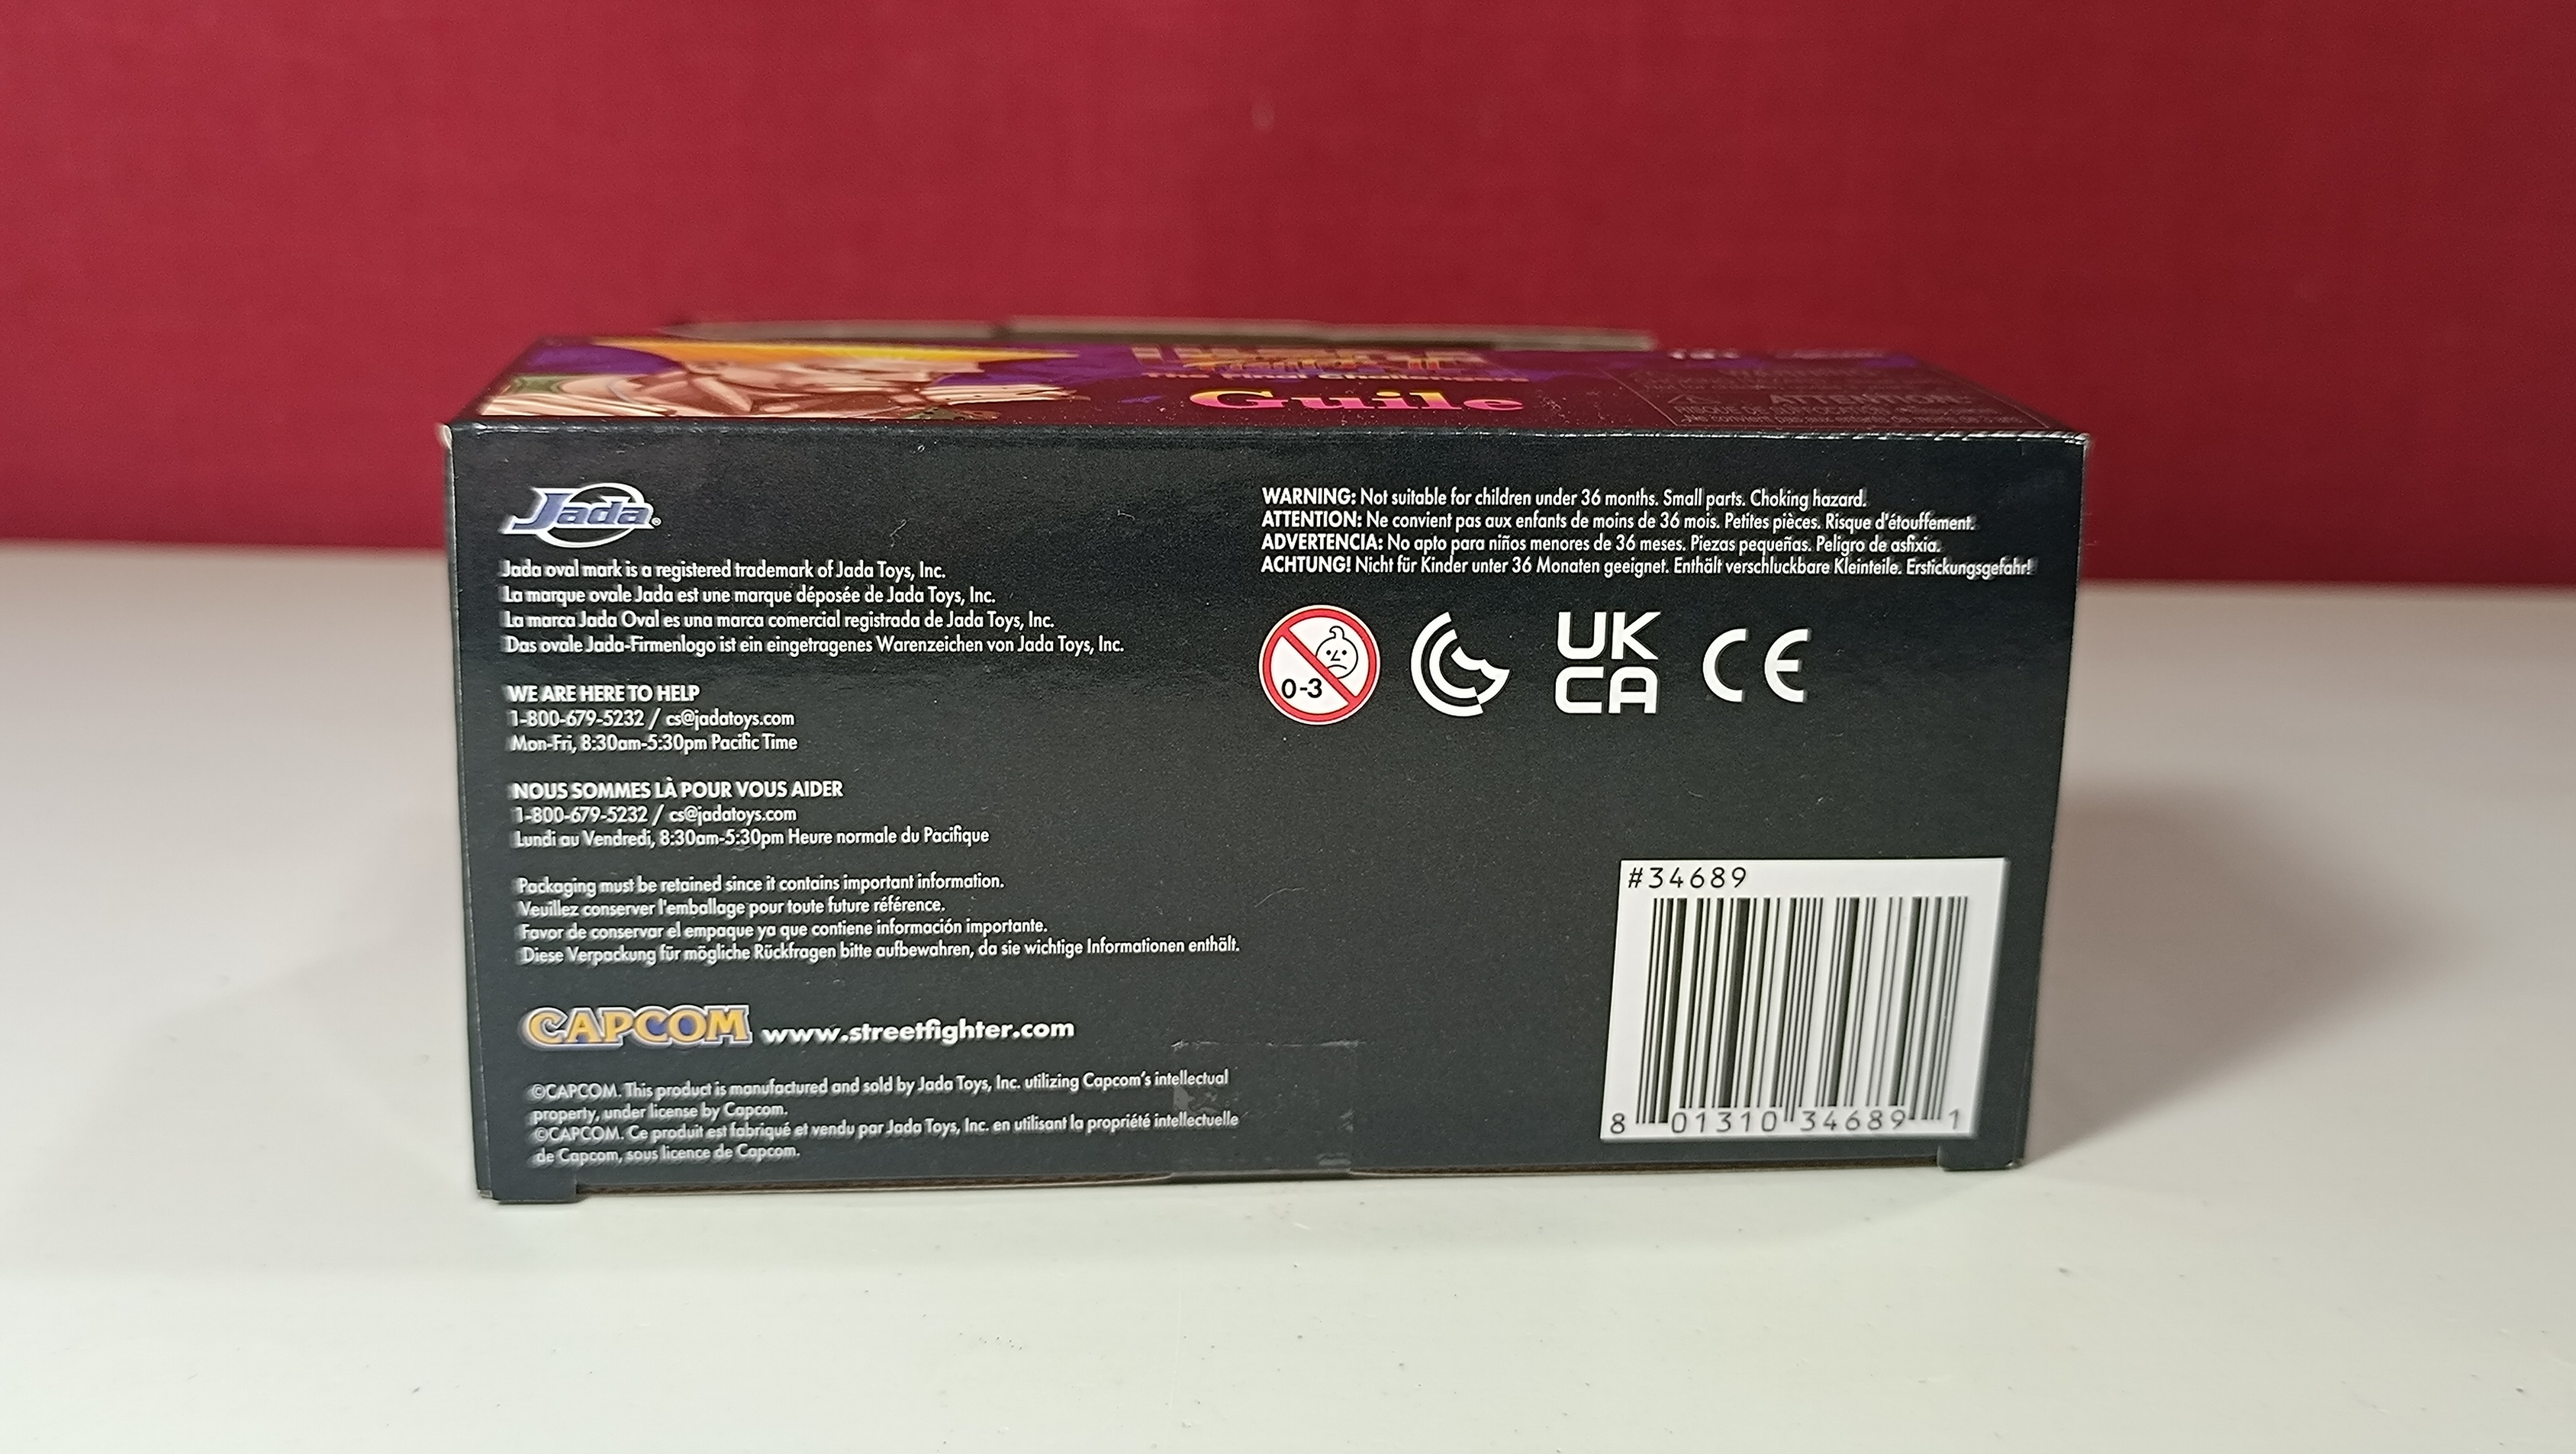 The Final Challengers
Guile
ATTENTION:
Jada®
Jada oval mark is a registered trademark of Jada Toys, Inc.
La marque ovale Jada est une marque déposée de Jada Toys, Inc.
La marca Jada Oval es una marca comercial registrada de Jada Toys, Inc.
Das ovale Jada-Firmenlogo ist ein eingetragenes Warenzeichen von Jada Toys, Inc.
WE ARE HERE TO HELP
1-800-679-5232 / cs@jadatoys.com
Mon-Fri, 8:30am-5:30pm Pacific Time
NOUS SOMMES LÀ POUR VOUS AIDER
1-800-679-5232 / cs@jadatoys.com
Lundi au Vendredi, 8:30am-5:30pm Heure normale du Pacifique
Packaging must be retained since it contains important information.
Veuillez conserver l'emballage pour toute future référence.
Favor de conservar el empaque ya que contiene información importante.
Diese Verpackung für mögliche Rückfragen bitte aufbewahren, da sie wichtige Informationen enthält.
CAPCOM www.streetfighter.com
©CAPCOM. This product is manufactured and sold by Jada Toys, Inc. utilizing Capcom's intellectual
property, under license by Capcom.
©CAPCOM. Ce produit est fabriqué et vendu par Jada Toys, Inc. en utilisant la propriété intellectuelle
de Capcom, sous licence de Capcom.
WARNING: Not suitable for children under 36 months. Small parts. Choking hazard.
ATTENTION: Ne convient pas aux enfants de moins de 36 mois. Petites pièces. Risque d'étouffement.
ADVERTENCIA: No apto para niños menores de 36 meses. Piezas pequeñas. Peligro de asfixia.
ACHTUNG! Nicht für Kinder unter 36 Monaten geeignet. Enthält verschluckbare Kleinteile. Erstickungsgefahr!
0-3
UK
CA
CE
#34689
8 01310 34689 1